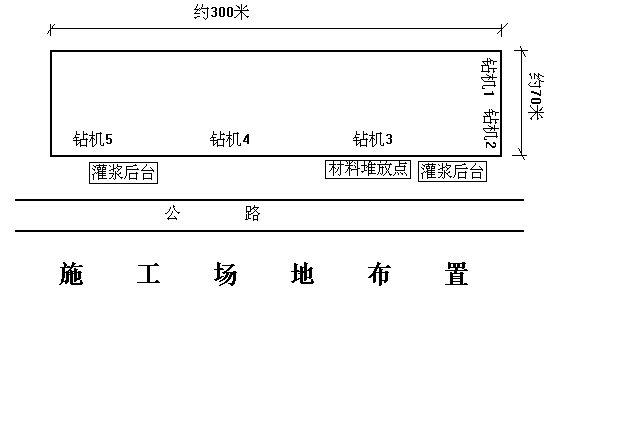 约300米
钻机1
钻机2
约70米
钻机5
钻机4
钻机3
灌浆后台
材料堆放点
灌浆后台
公路
施工场地布置